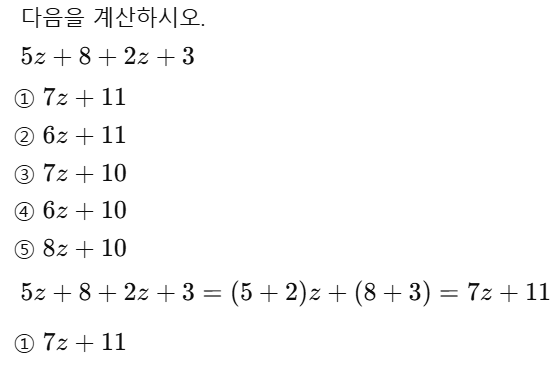 다음을 계산하시오.
5z + 8 + 2z + 3
① 7z + 11
② 6z + 11
③ 7z + 10
④ 6z + 10
⑤ 8z + 10
5z + 8 + 2z + 3 = (5 + 2)z + (8 + 3) = 7z + 11
① 7z + 11